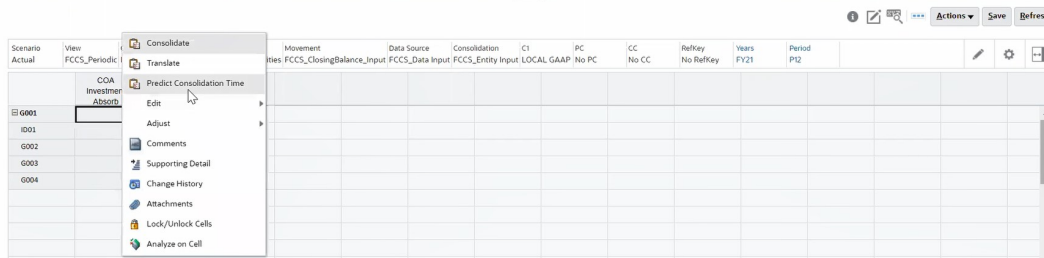 Actions Save Refres
Scenario View Movement Data Source Consolidation C1 PC CC RefKey Years Period
Actual FCCS_Periodic ities FCCS_ClosingBalance_Input FCCS_Data Input FCCS_Entity Input LOCAL GAAP No PC No CC No RefKey FY21 P12
COA
Investmen
Absorb
G001
ID01
G002
G003
G004
Consolidate
Translate
Predict Consolidation Time
Edit
Adjust
Comments
Supporting Detail
Change History
Attachments
Lock/Unlock Cells
Analyze on Cell